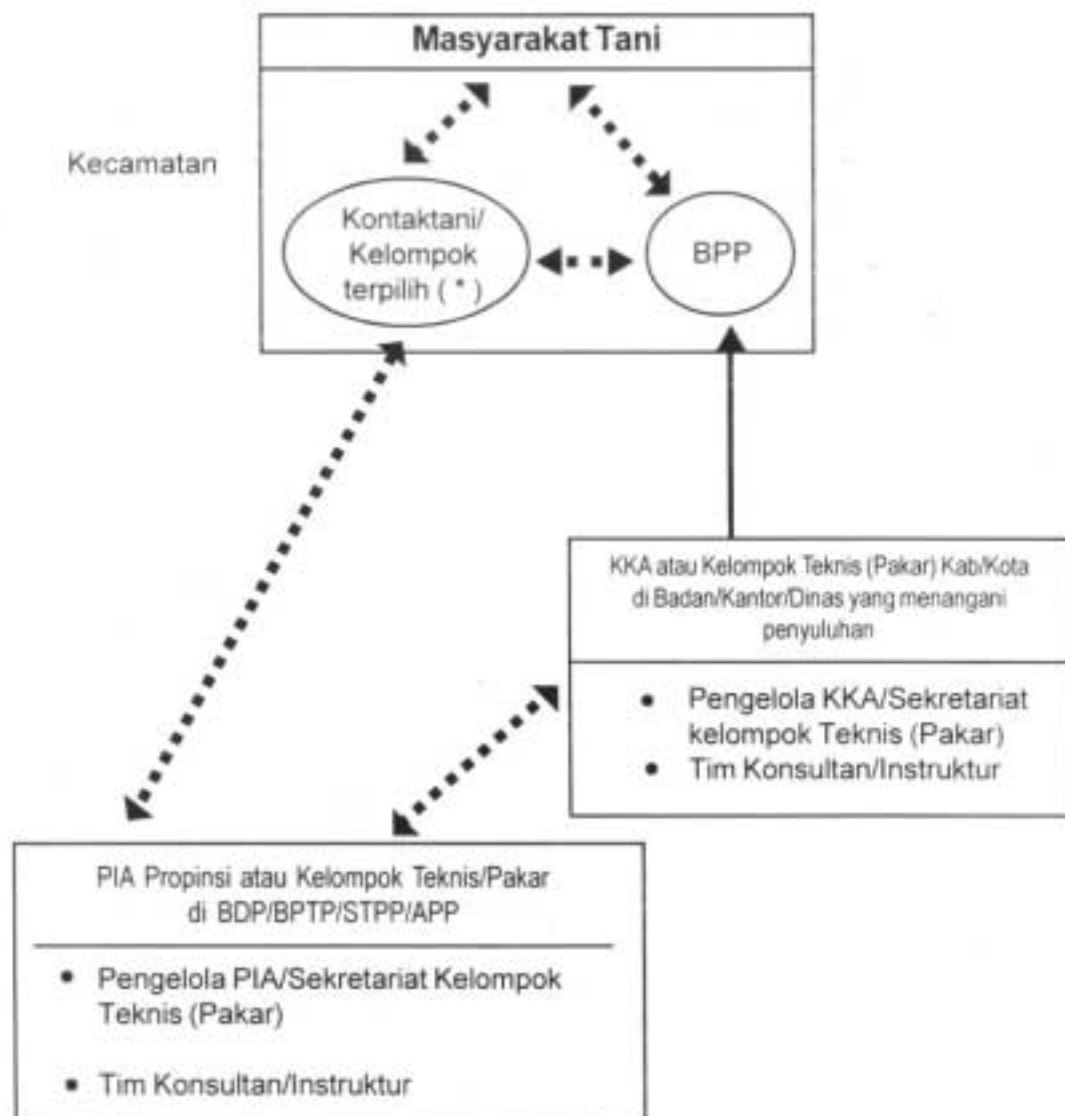 Masyarakat Tani
Kecamatan
Kontaktani/
Kelompok
terpilih ( * )
BPP
KKA atau Kelompok Teknis (Pakar) Kab/Kota
di Badan/Kantor/Dinas yang menangani
penyuluhan
• Pengelola KKA/Sekretariat
kelompok Teknis (Pakar)
• Tim Konsultan/Instruktur
PIA Propinsi atau Kelompok Teknis/Pakar
di BDP/BPTP/STPP/APP
• Pengelola PIA/Sekretariat Kelompok
Teknis (Pakar)
• Tim Konsultan/Instruktur